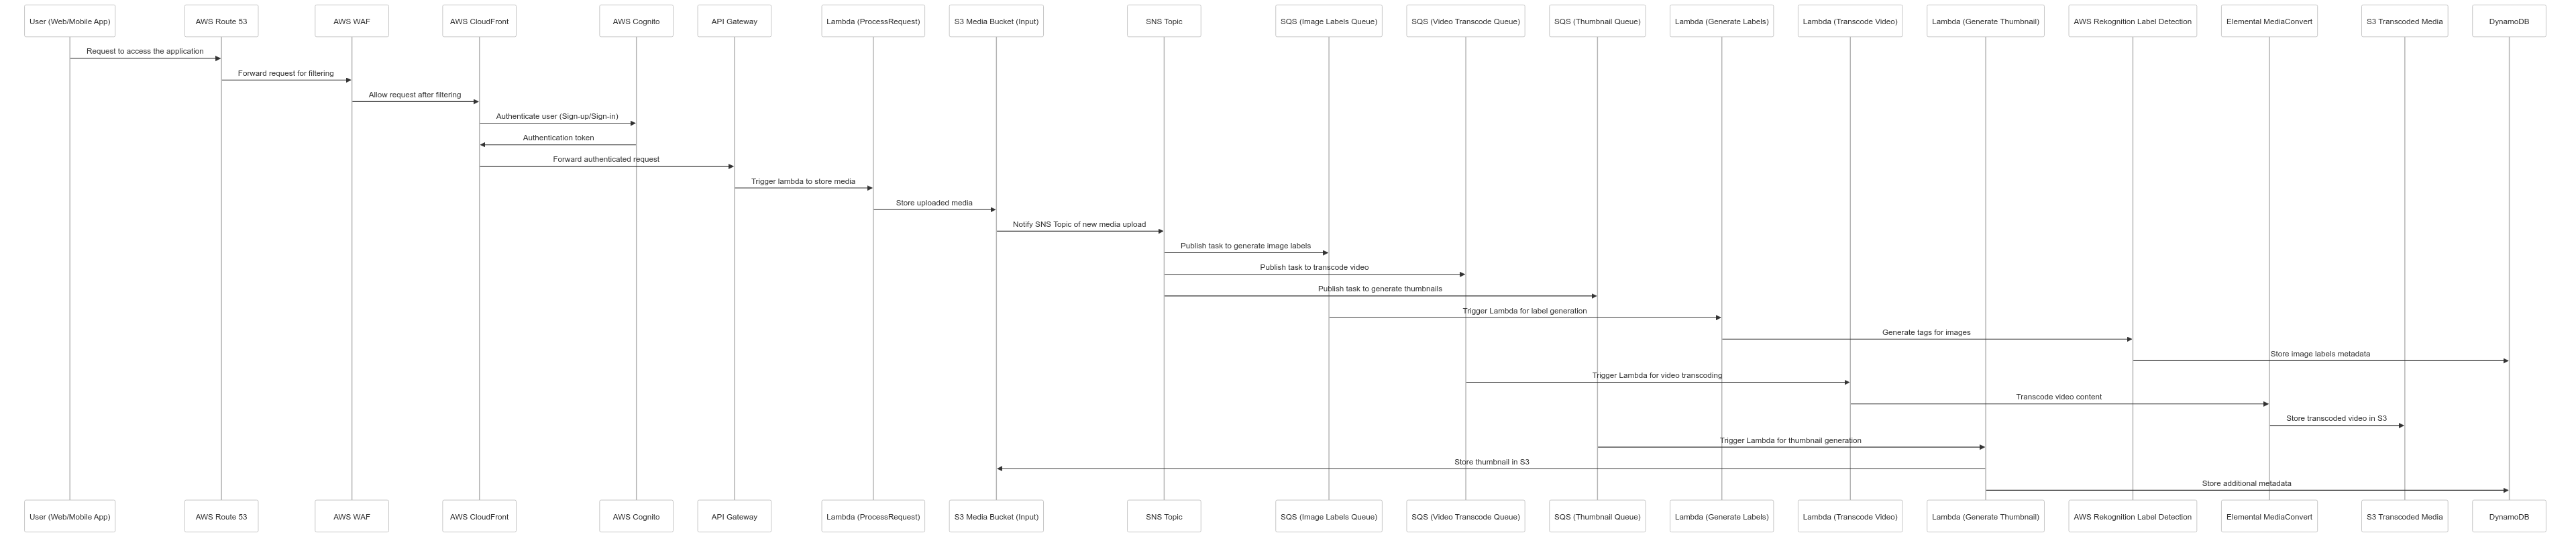 User (Web/Mobile App)
AWS Route 53
AWS WAF
AWS CloudFront
AWS Cognito
API Gateway
Lambda (ProcessRequest)
S3 Media Bucket (Input)
SNS Topic
SQS (Image Labels Queue)
SQS (Video Transcode Queue)
SQS (Thumbnail Queue)
Lambda (Generate Labels)
Lambda (Transcode Video)
Lambda (Generate Thumbnail)
AWS Rekognition Label Detection
Elemental MediaConvert
S3 Transcoded Media
DynamoDB
Request to access the application
Forward request for filtering
Allow request after filtering
Authenticate user (Sign-up/Sign-in)
Authentication token
Forward authenticated request
Trigger lambda to store media
Store uploaded media
Notify SNS Topic of new media upload
Publish task to generate image labels
Publish task to transcode video
Publish task to generate thumbnails
Trigger Lambda for label generation
Generate tags for images
Store image labels metadata
Trigger Lambda for video transcoding
Transcode video content
Store transcoded video in S3
Trigger Lambda for thumbnail generation
Store thumbnail in S3
Store additional metadata
User (Web/Mobile App)
AWS Route 53
AWS WAF
AWS CloudFront
AWS Cognito
API Gateway
Lambda (ProcessRequest)
S3 Media Bucket (Input)
SNS Topic
SQS (Image Labels Queue)
SQS (Video Transcode Queue)
SQS (Thumbnail Queue)
Lambda (Generate Labels)
Lambda (Transcode Video)
Lambda (Generate Thumbnail)
AWS Rekognition Label Detection
Elemental MediaConvert
S3 Transcoded Media
DynamoDB